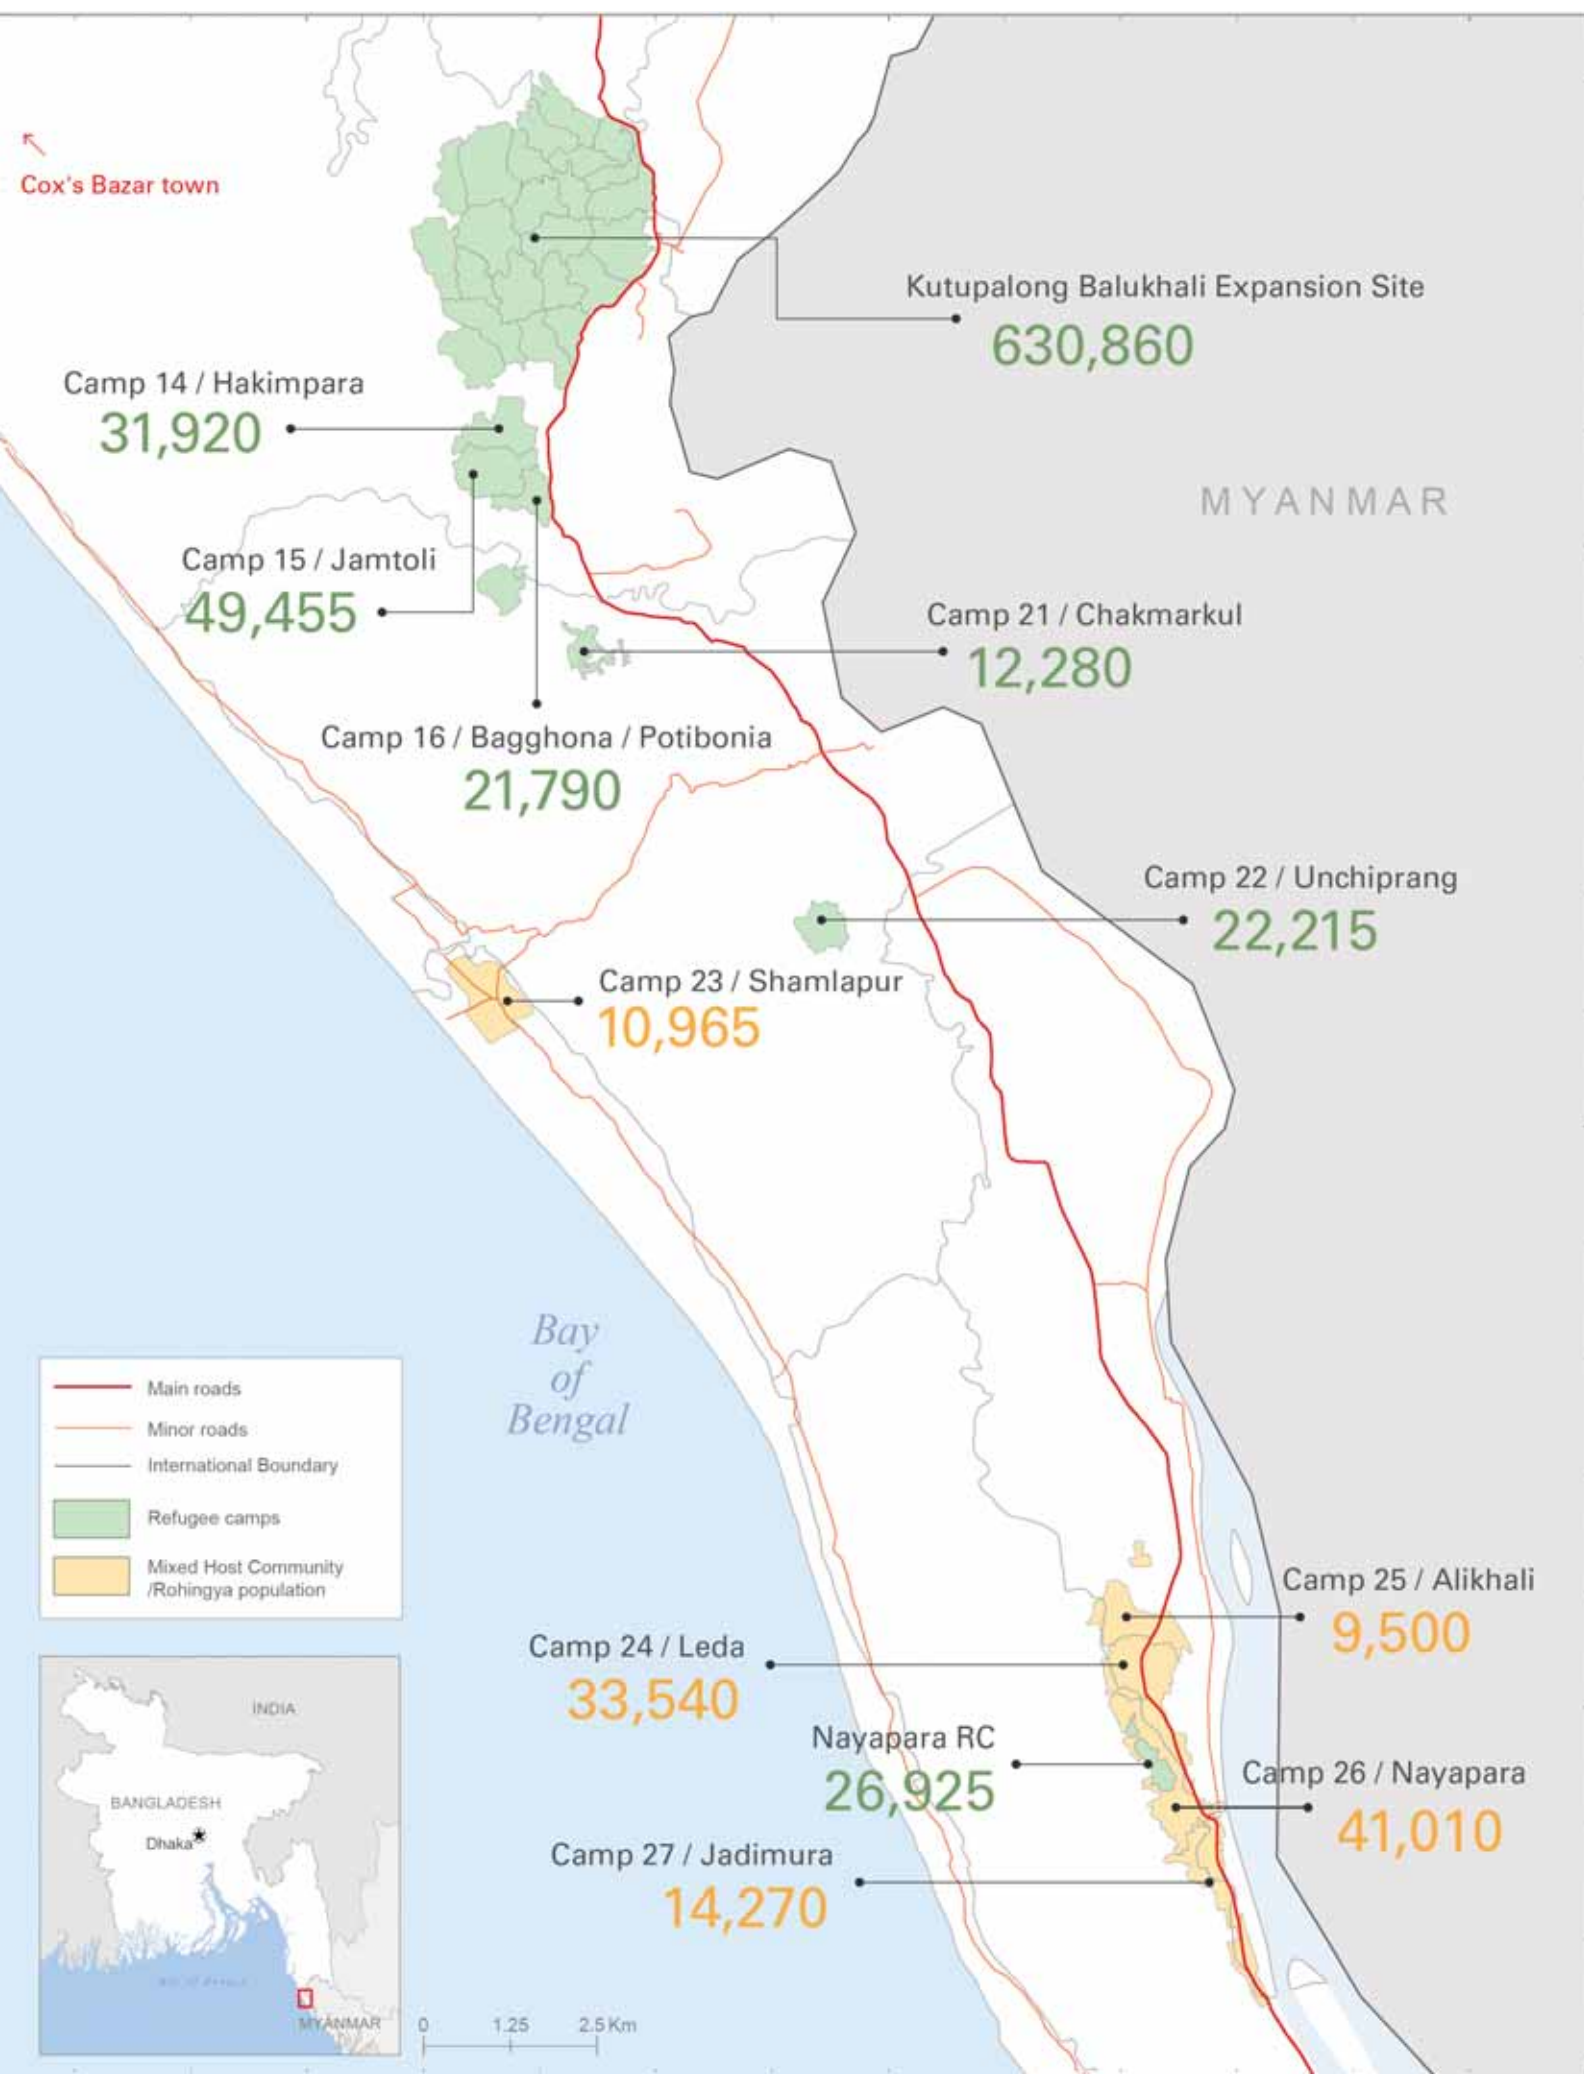 Cox's Bazar town
Kutupalong Balukhali Expansion Site
630,860
Camp 14 / Hakimpara
31,920
MYANMAR
Camp 15 / Jamtoli
49,455
Camp 21 / Chakmarkul
12,280
Camp 16 / Bagghona / Potibonia
21,790
Camp 22 / Unchiprang
22,215
Camp 23 / Shamlapur
10,965
Bay
of
Bengal
Main roads
Minor roads
International Boundary
Refugee camps
Mixed Host Community
/Rohingya population
Camp 25 / Alikhali
9,500
Camp 24 / Leda
33,540
Nayapara RC
26,925
Camp 26 / Nayapara
41,010
Camp 27 / Jadimura
14,270
INDIA
BANGLADESH
Dhaka
MYANMAR
0 1.25 2.5 Km